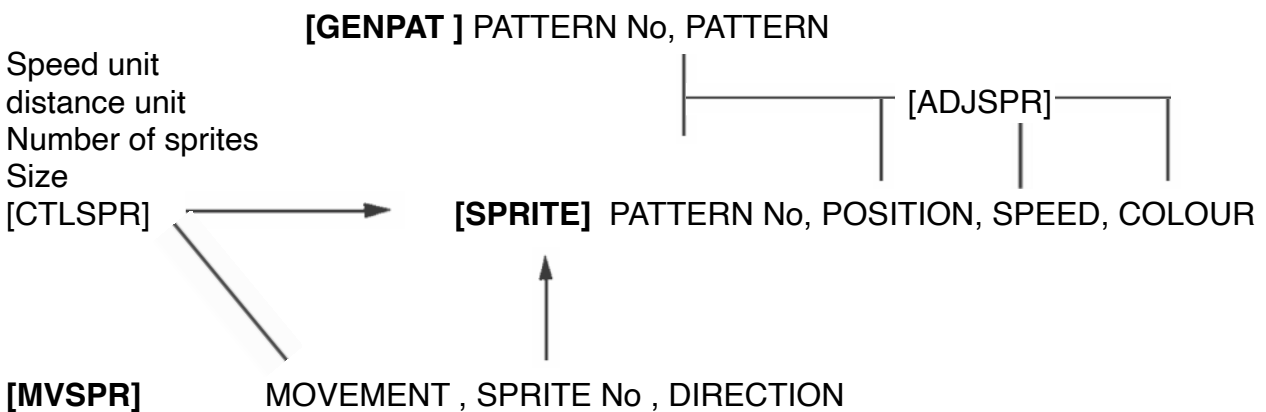 [GENPAT ] PATTERN No, PATTERN
Speed unit
distance unit
[ADJSPR]
Number of sprites
Size
[CTLSPR]
[SPRITE] PATTERN No, POSITION, SPEED, COLOUR
[MVSPR] MOVEMENT , SPRITE No , DIRECTION